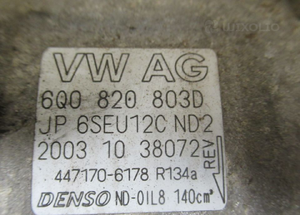 VW AG
6Q0 820 803D
JP 6SEU12C ND2
2003 10 38072
REV
447170-6178 R134a
DENSO ND-OIL8 140cm³